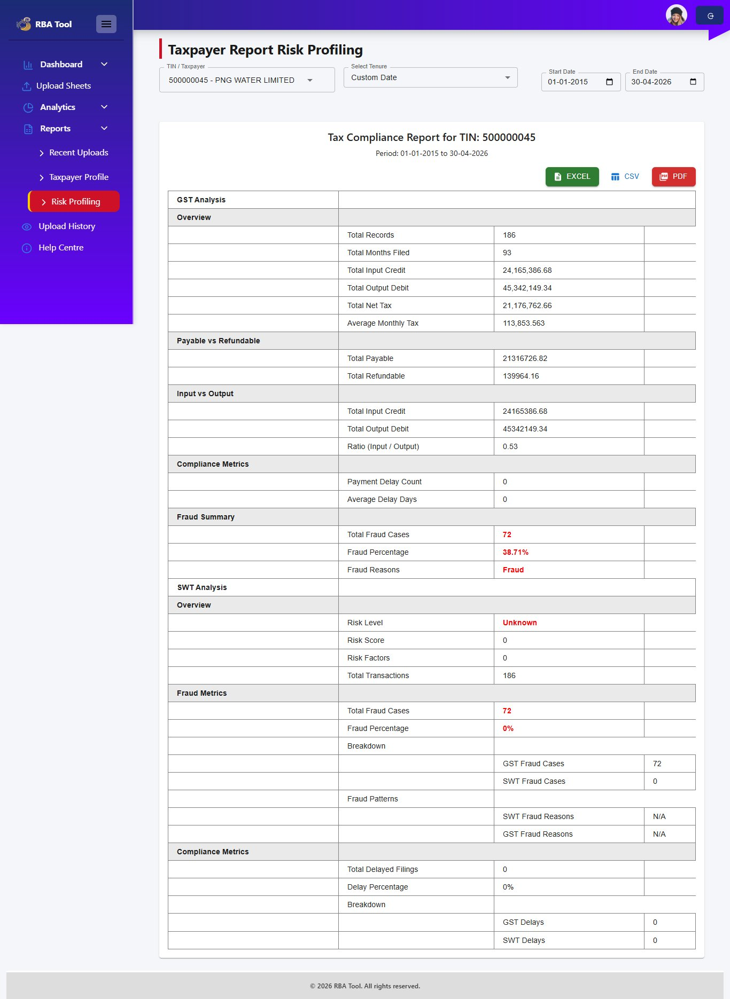 RBA Tool
Dashboard
Upload Sheets
Analytics
Reports
Recent Uploads
Taxpayer Profile
Risk Profiling
Upload History
Help Centre
Taxpayer Report Risk Profiling
TIN / Taxpayer
500000045 - PNG WATER LIMITED
Select Tenure
Custom Date
Start Date
01-01-2015
End Date
30-04-2026
Tax Compliance Report for TIN: 500000045
Period: 01-01-2015 to 30-04-2026
EXCEL CSV PDF
GST Analysis
Overview
Total Records 186
Total Months Filed 93
Total Input Credit 24,165,386.68
Total Output Debit 45,342,149.34
Total Net Tax 21,176,762.66
Average Monthly Tax 113,853.563
Payable vs Refundable
Total Payable 21316726.82
Total Refundable 139964.16
Input vs Output
Total Input Credit 24165386.68
Total Output Debit 45342149.34
Ratio (Input / Output) 0.53
Compliance Metrics
Payment Delay Count 0
Average Delay Days 0
Fraud Summary
Total Fraud Cases 72
Fraud Percentage 38.71%
Fraud Reasons Fraud
SWT Analysis
Overview
Risk Level Unknown
Risk Score 0
Risk Factors 0
Total Transactions 186
Fraud Metrics
Total Fraud Cases 72
Fraud Percentage 0%
Breakdown
GST Fraud Cases 72
SWT Fraud Cases 0
Fraud Patterns
SWT Fraud Reasons N/A
GST Fraud Reasons N/A
Compliance Metrics
Total Delayed Filings 0
Delay Percentage 0%
Breakdown
GST Delays 0
SWT Delays 0
© 2026 RBA Tool. All rights reserved.